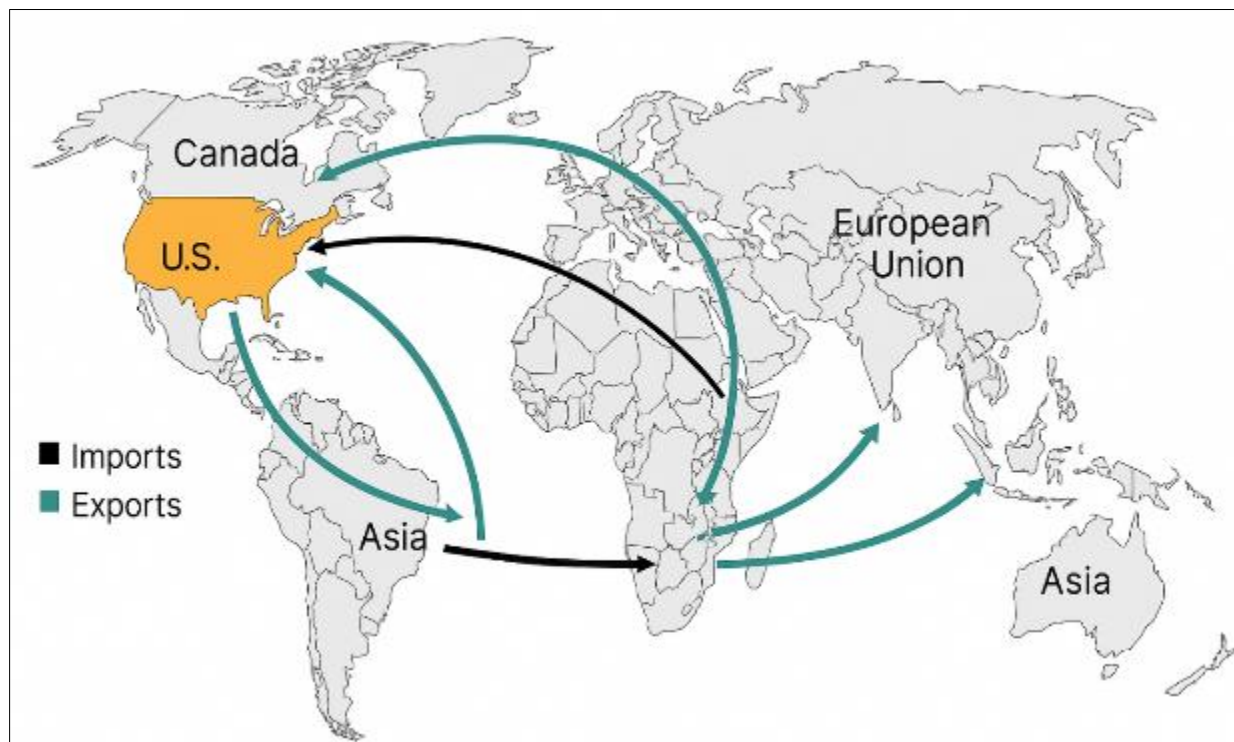 Canada
U.S.
European
Union
Imports
Exports
Asia
Asia